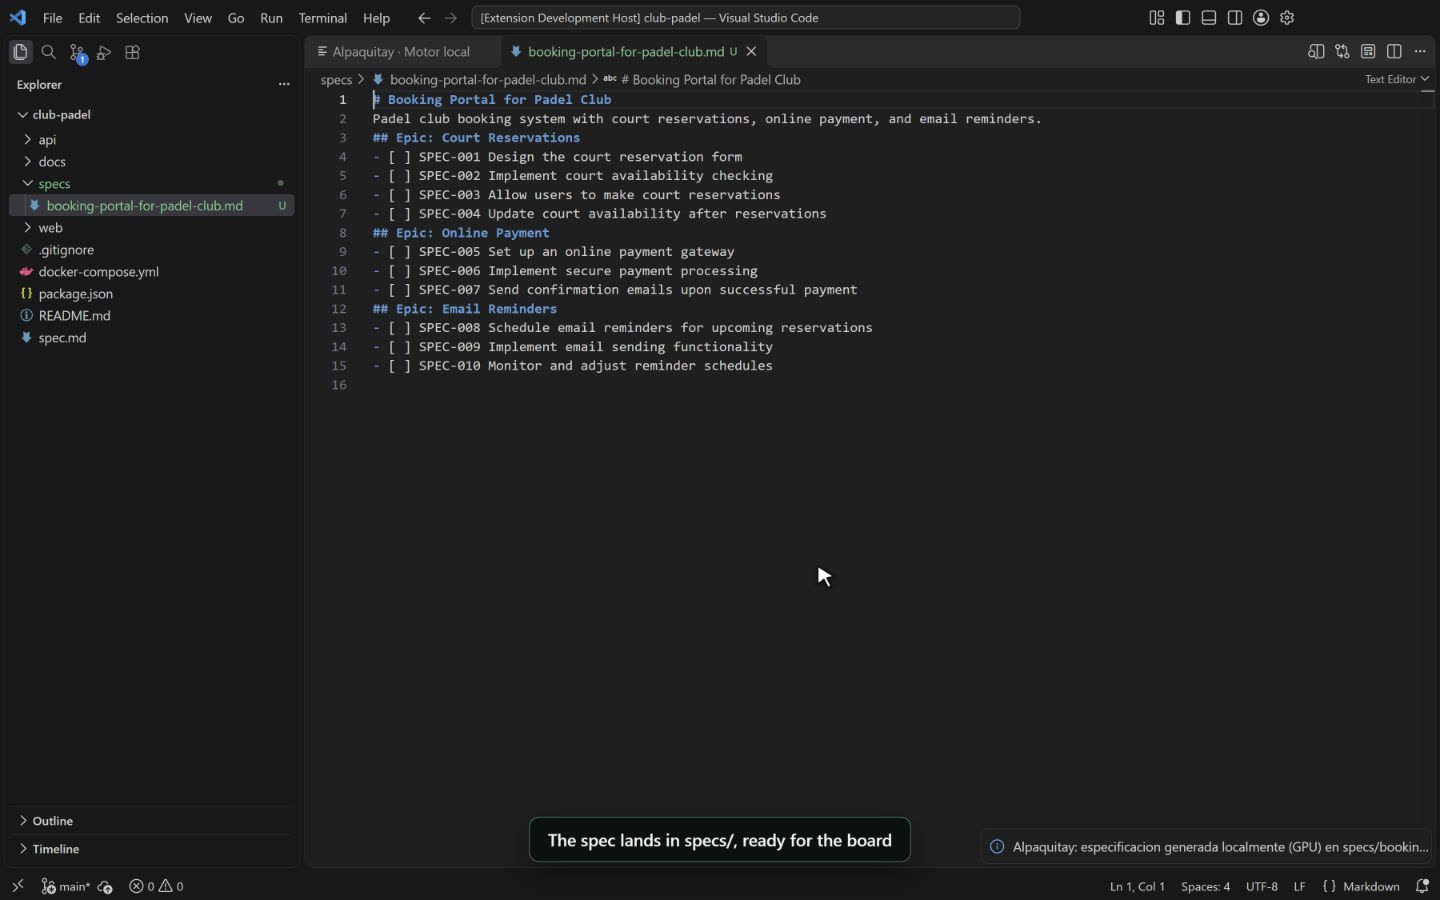 File Edit Selection View Go Run Terminal Help
[Extension Development Host] club-padel — Visual Studio Code
1
Explorer
club-padel
api
docs
specs
booking-portal-for-padel-club.md U
web
.gitignore
docker-compose.yml
package.json
README.md
spec.md
Outline
Timeline
Alpaquitay · Motor local
booking-portal-for-padel-club.md U
specs > booking-portal-for-padel-club.md > abc # Booking Portal for Padel Club
Text Editor
1 # Booking Portal for Padel Club
2 Padel club booking system with court reservations, online payment, and email reminders.
3 ## Epic: Court Reservations
4 - [ ] SPEC-001 Design the court reservation form
5 - [ ] SPEC-002 Implement court availability checking
6 - [ ] SPEC-003 Allow users to make court reservations
7 - [ ] SPEC-004 Update court availability after reservations
8 ## Epic: Online Payment
9 - [ ] SPEC-005 Set up an online payment gateway
10 - [ ] SPEC-006 Implement secure payment processing
11 - [ ] SPEC-007 Send confirmation emails upon successful payment
12 ## Epic: Email Reminders
13 - [ ] SPEC-008 Schedule email reminders for upcoming reservations
14 - [ ] SPEC-009 Implement email sending functionality
15 - [ ] SPEC-010 Monitor and adjust reminder schedules
16
The spec lands in specs/, ready for the board
Alpaquitay: especificacion generada localmente (GPU) en specs/bookin...
main* 0 0
Ln 1, Col 1 Spaces: 4 UTF-8 LF { } Markdown